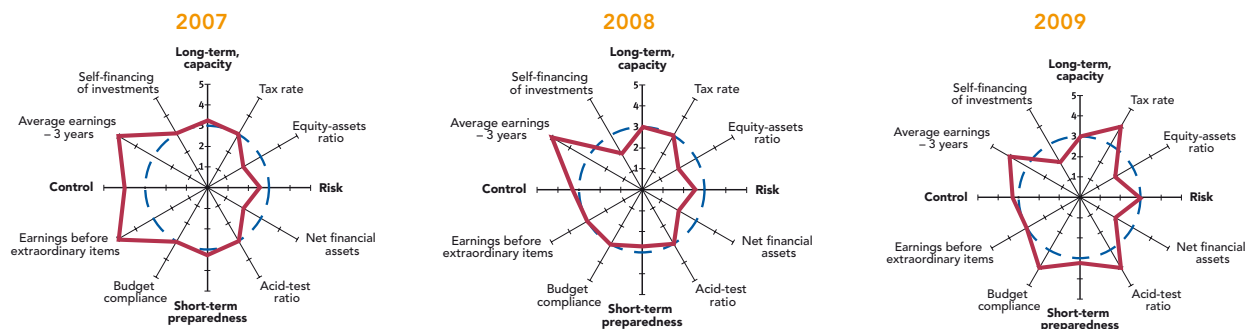 2007
Long-term,
capacity
Self-financing
of investments
Tax rate
Average earnings
– 3 years
Equity-assets
ratio
Control
Risk
Earnings before
extraordinary items
Net financial
assets
Budget
compliance
Acid-test
ratio
Short-term
preparedness
5
4
3
2
1
2008
Long-term,
capacity
Self-financing
of investments
Tax rate
Average earnings
– 3 years
Equity-assets
ratio
Control
Risk
Earnings before
extraordinary items
Net financial
assets
Budget
compliance
Acid-test
ratio
Short-term
preparedness
5
4
3
2
1
2009
Long-term,
capacity
Self-financing
of investments
Tax rate
Average earnings
– 3 years
Equity-assets
ratio
Control
Risk
Earnings before
extraordinary items
Net financial
assets
Budget
compliance
Acid-test
ratio
Short-term
preparedness
5
4
3
2
1